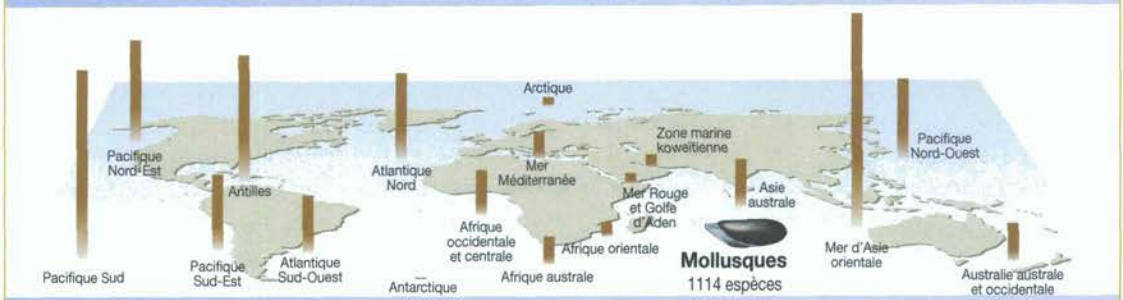 Arctique
Pacifique
Nord-Est
Antilles
Atlantique
Nord
Mer
Méditerranée
Zone marine
koweïtienne
Pacifique
Nord-Ouest
Mer Rouge
et Golfe
d'Aden
Asie
australe
Afrique
occidentale
et centrale
Afrique orientale
Afrique australe
Mollusques
1114 espèces
Mer d'Asie
orientale
Australie australe
et occidentale
Pacifique Sud
Pacifique
Sud-Est
Atlantique
Sud-Ouest
Antarctique